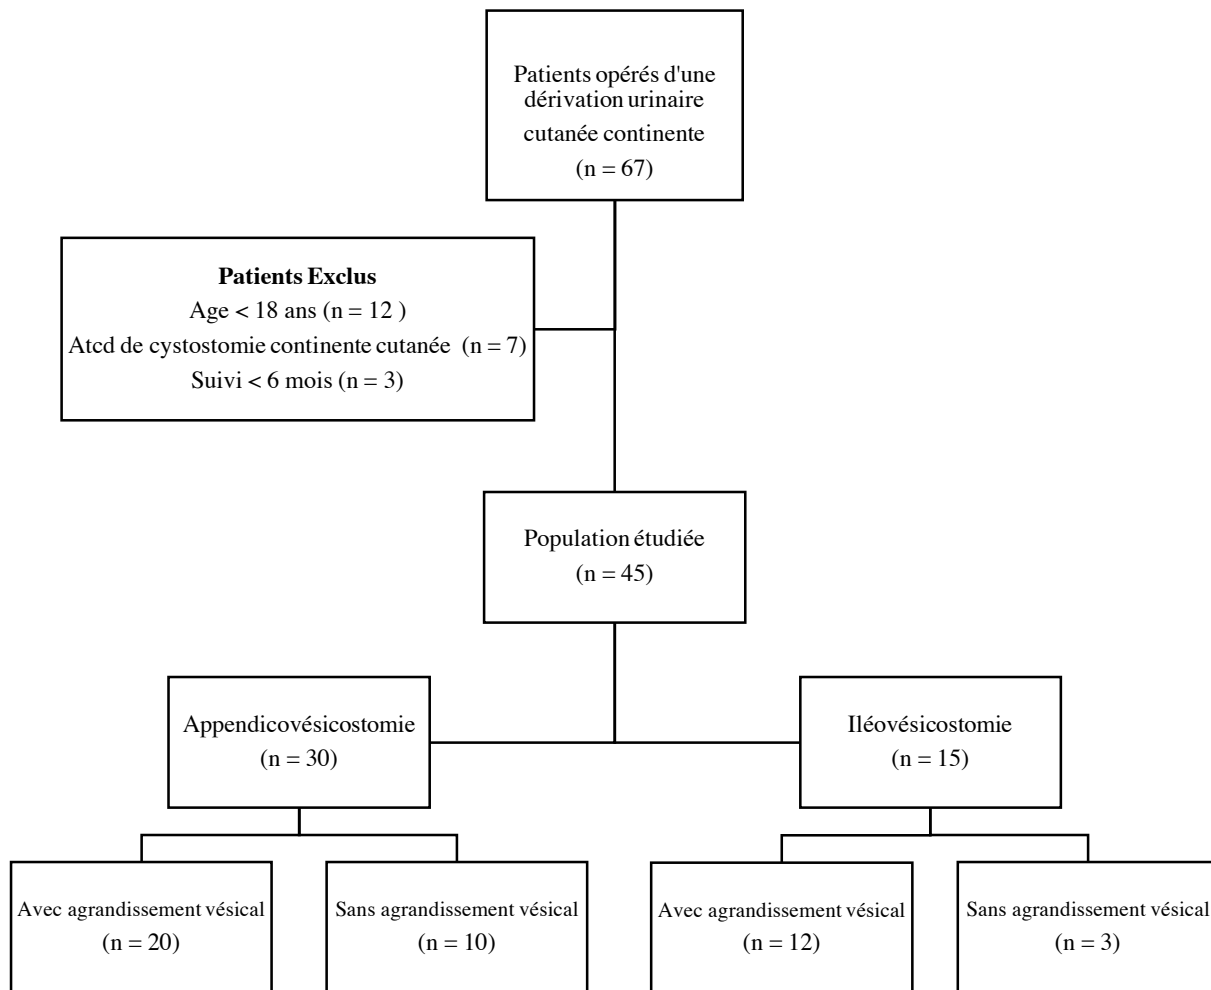 Patients opérés d'une
dérivation urinaire
cutanée continente
(n = 67)
Patients Exclus
Age < 18 ans (n = 12 )
Atcd de cystostomie continente cutanée (n = 7)
Suivi < 6 mois (n = 3)
Population étudiée
(n = 45)
Appendicovésicostomie
(n = 30)
Iléovésicostomie
(n = 15)
Avec agrandissement vésical
(n = 20)
Sans agrandissement vésical
(n = 10)
Avec agrandissement vésical
(n = 12)
Sans agrandissement vésical
(n = 3)